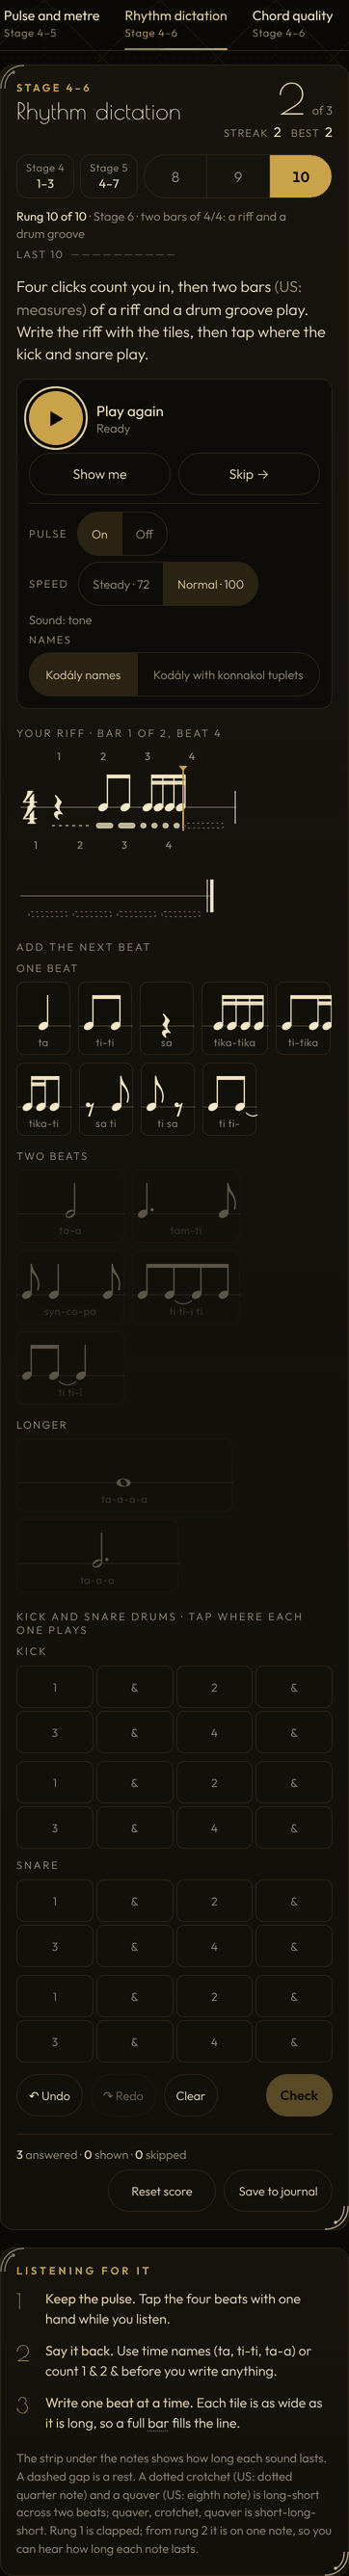 Pulse and metre
Stage 4–5
Rhythm dictation
Stage 4–6
Chord quality
Stage 4–6
STAGE 4–6
Rhythm dictation
2 of 3
STREAK 2 BEST 2
Stage 4
1–3
Stage 5
4–7
8
9
10
Rung 10 of 10 · Stage 6 · two bars of 4/4: a riff and a
drum groove
LAST 10
Four clicks count you in, then two bars (US:
measures) of a riff and a drum groove play.
Write the riff with the tiles, then tap where the
kick and snare play.
Play again
Ready
Show me
Skip →
PULSE
On
Off
SPEED
Steady · 72
Normal · 100
Sound: tone
NAMES
Kodály names
Kodály with konnakol tuplets
YOUR RIFF · BAR 1 OF 2, BEAT 4
1 2 3 4
4
4
1 2 3 4
ADD THE NEXT BEAT
ONE BEAT
ta
ti-ti
sa
tika-tika
ti-tika
tika-ti
sa ti
ti sa
ti ti-
TWO BEATS
ta-a
tam-ti
syn-co-pa
ti ti-i ti
ti ti-i
LONGER
ta-a-a-a
ta-a-a
KICK AND SNARE DRUMS · TAP WHERE EACH
ONE PLAYS
KICK
1 & 2 &
3 & 4 &
1 & 2 &
3 & 4 &
SNARE
1 & 2 &
3 & 4 &
1 & 2 &
3 & 4 &
↶ Undo
↷ Redo
Clear
Check
3 answered · 0 shown · 0 skipped
Reset score
Save to journal
LISTENING FOR IT
1 Keep the pulse. Tap the four beats with one
hand while you listen.
2 Say it back. Use time names (ta, ti-ti, ta-a) or
count 1 & 2 & before you write anything.
3 Write one beat at a time. Each tile is as wide as
it is long, so a full bar fills the line.
The strip under the notes shows how long each sound lasts.
A dashed gap is a rest. A dotted crotchet (US: dotted
quarter note) and a quaver (US: eighth note) is long-short
across two beats; quaver, crotchet, quaver is short-long-
short. Rung 1 is clapped; from rung 2 it is on one note, so you
can hear how long each note lasts.